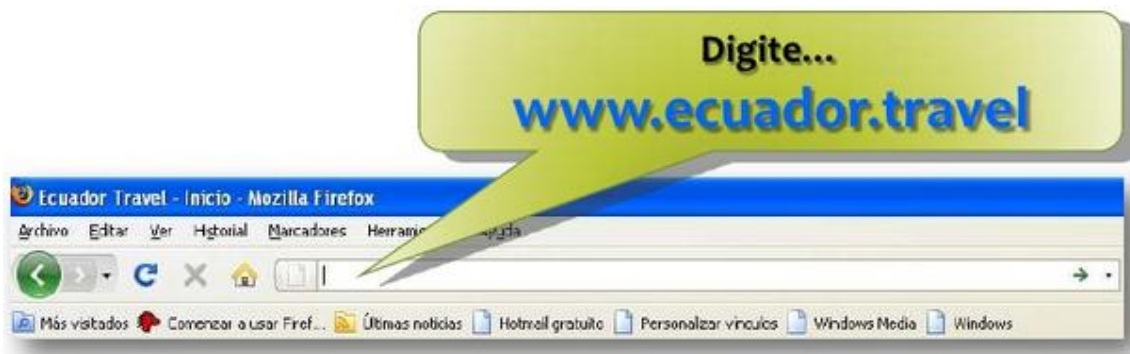 Digite...
www.ecuador.travel
Ecuador Travel - Inicio - Mozilla Firefox
Archivo Editar Ver Historial Marcadores
Más visitados Comenzar a usar Firef... Últimas noticias Hotmail gratuito Personalizar vínculos Windows Media Windows